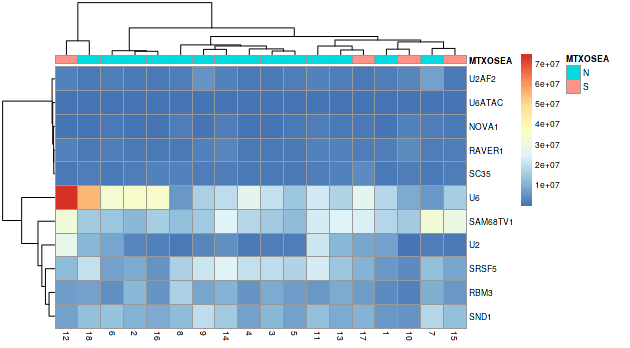 MTXOSEA
U2AF2
U6ATAC
NOVA1
RAVER1
SC35
U6
SAM68TV1
U2
SRSF5
RBM3
SND1
12 18 6 2 16 8 9 14 4 3 5 11 13 17 1 10 7 15
7e+07
6e+07
5e+07
4e+07
3e+07
2e+07
1e+07
MTXOSEA
N
S